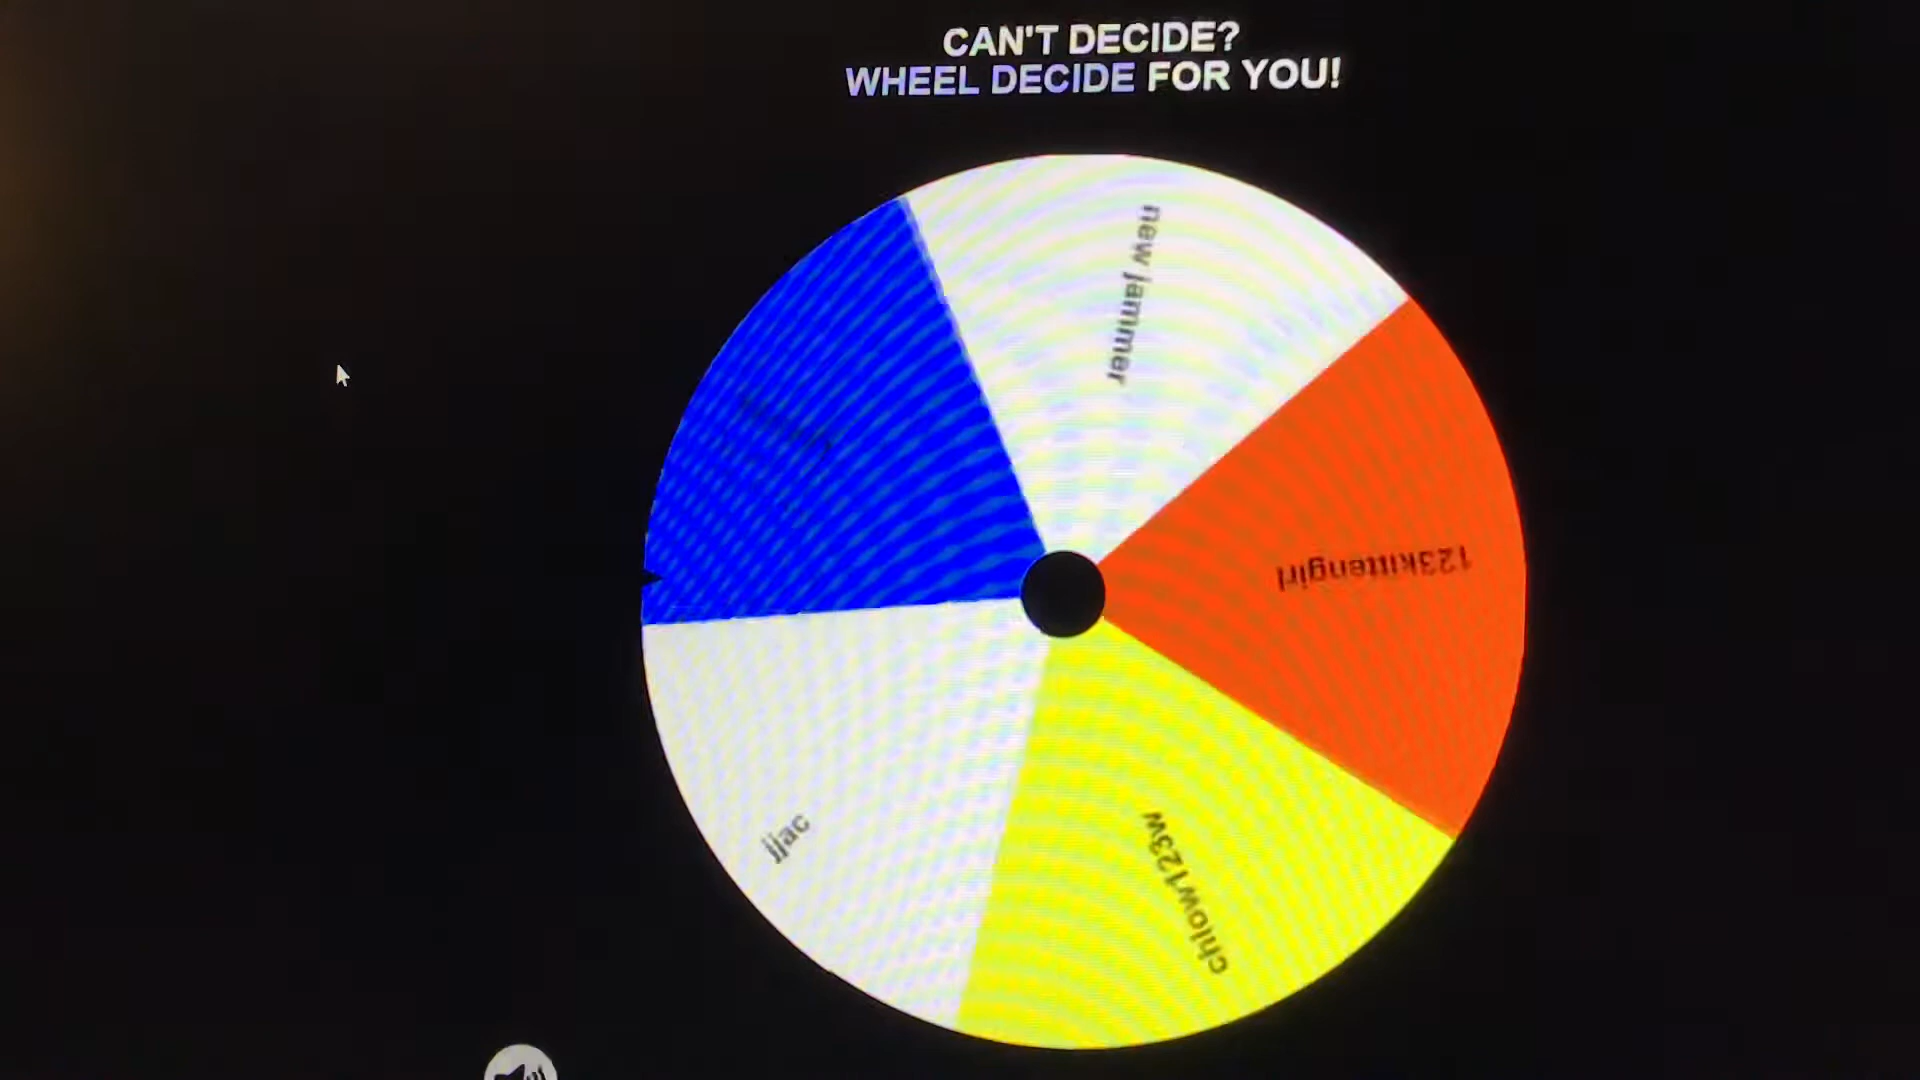 CAN'T DECIDE?
WHEEL DECIDE FOR YOU!
new jammer
123kittengirl
chlow123w
jjac